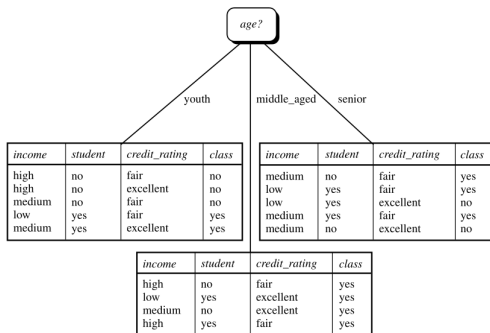 age?
youth
middle_aged
senior
income student credit_rating class
high no fair no
high no excellent no
medium no fair no
low yes fair yes
medium yes excellent yes
income student credit_rating class
medium no fair yes
low yes fair yes
low yes excellent no
medium yes fair yes
medium no excellent no
income student credit_rating class
high no fair yes
low yes excellent yes
medium no excellent yes
high yes fair yes